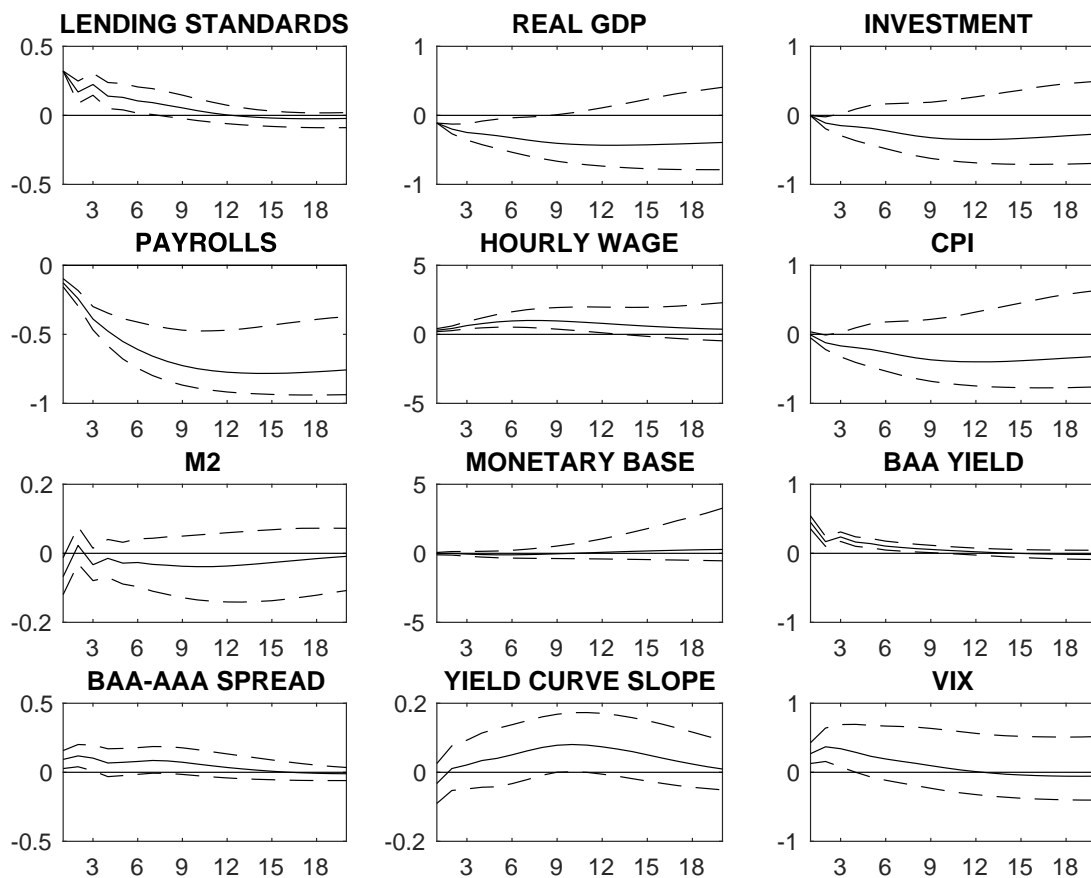 LENDING STANDARDS REAL GDP INVESTMENT
0.5 1 1
0 0 0
-0.5 -1 -1
3 6 9 12 15 18 3 6 9 12 15 18 3 6 9 12 15 18
PAYROLLS HOURLY WAGE CPI
0 5 1
-0.5 0 0
-1 -5 -1
3 6 9 12 15 18 3 6 9 12 15 18 3 6 9 12 15 18
M2 MONETARY BASE BAA YIELD
0.2 5 1
0 0 0
-0.2 -5 -1
3 6 9 12 15 18 3 6 9 12 15 18 3 6 9 12 15 18
BAA-AAA SPREAD YIELD CURVE SLOPE VIX
0.5 0.2 1
0 0 0
-0.5 -0.2 -1
3 6 9 12 15 18 3 6 9 12 15 18 3 6 9 12 15 18